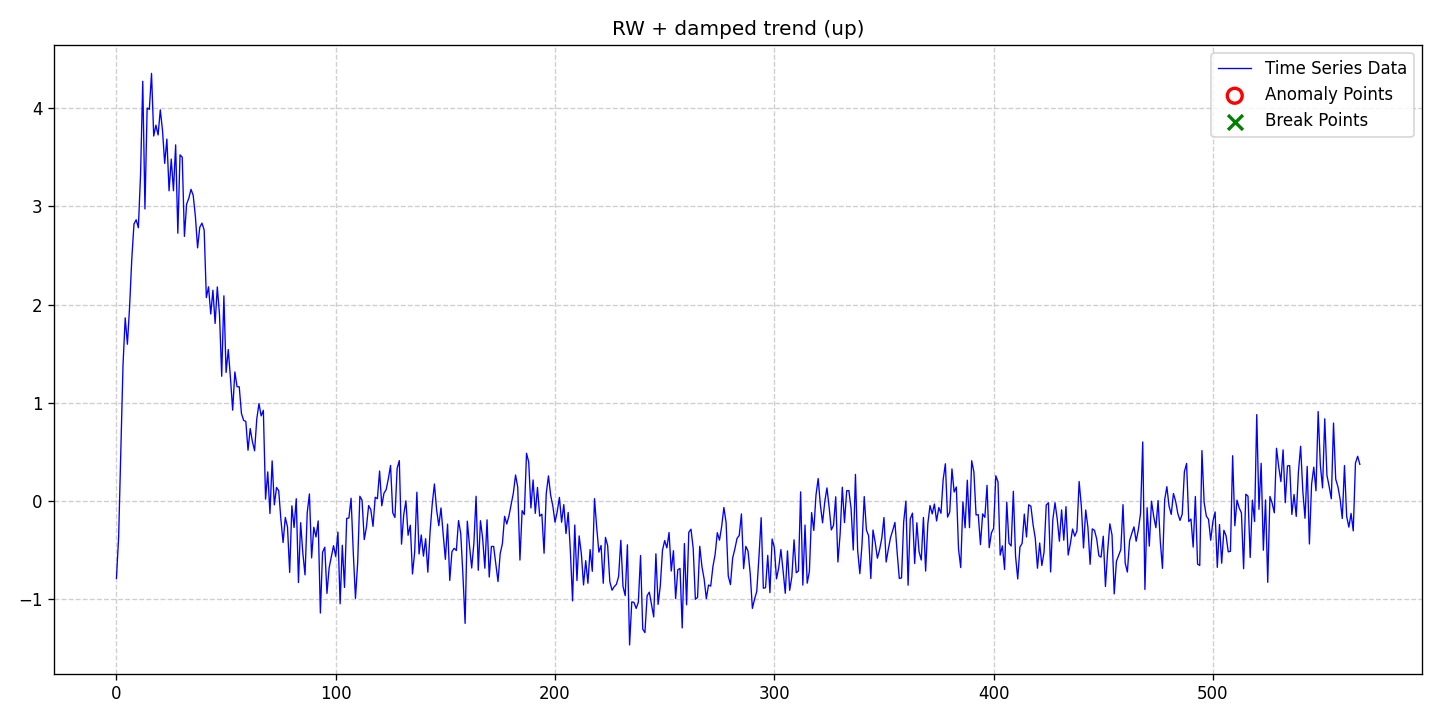 RW + damped trend (up)
Time Series Data
Anomaly Points
Break Points
4
3
2
1
0
−1
0 100 200 300 400 500